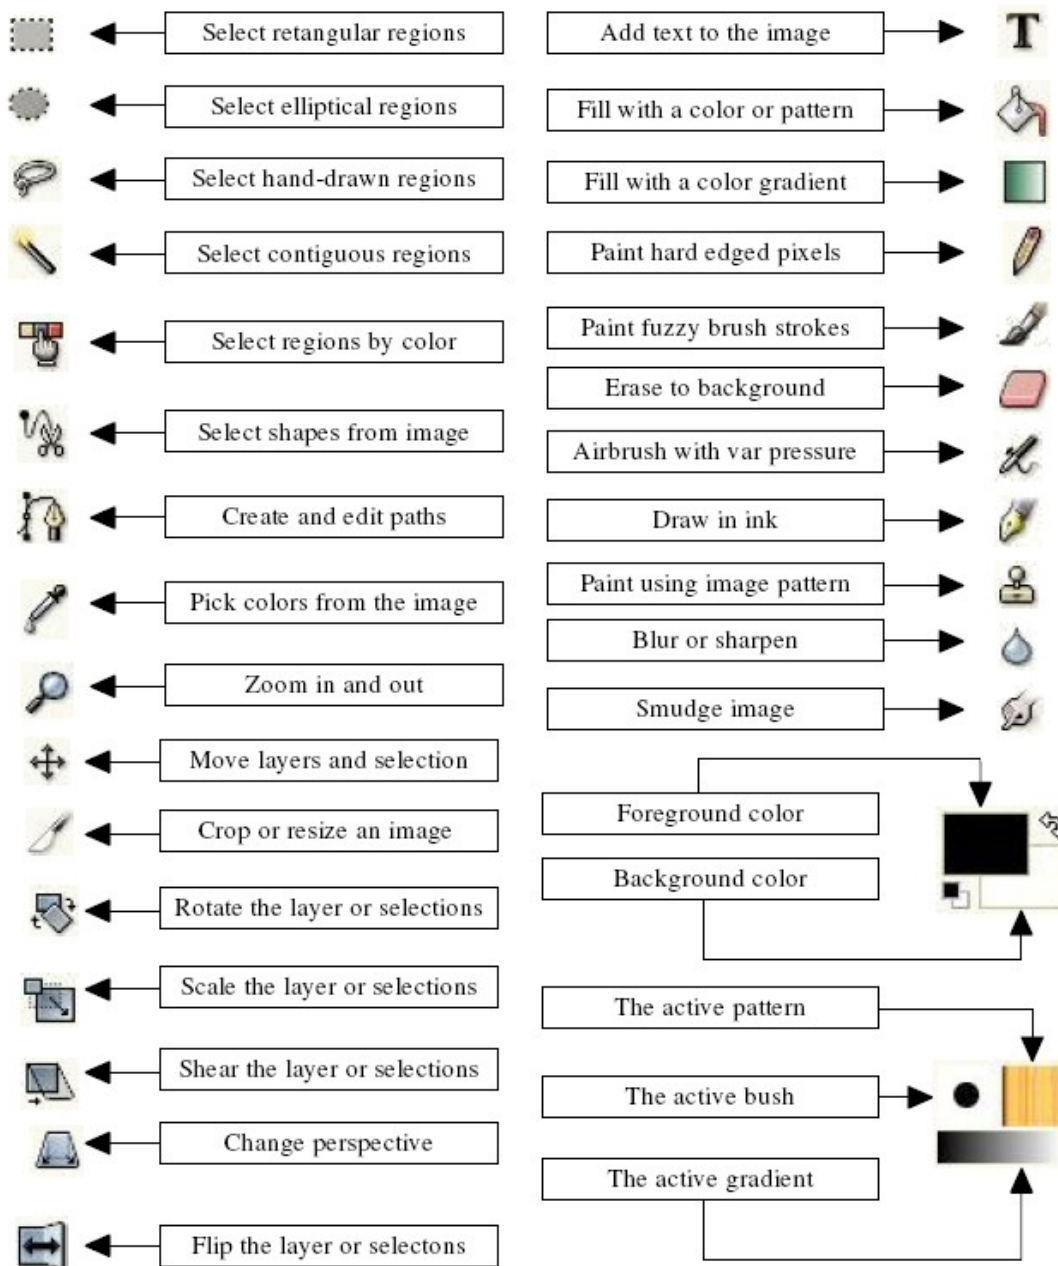 Select retangular regions
Select elliptical regions
Select hand-drawn regions
Select contiguous regions
Select regions by color
Select shapes from image
Create and edit paths
Pick colors from the image
Zoom in and out
Move layers and selection
Crop or resize an image
Rotate the layer or selections
Scale the layer or selections
Shear the layer or selections
Change perspective
Flip the layer or selectons
Add text to the image
Fill with a color or pattern
Fill with a color gradient
Paint hard edged pixels
Paint fuzzy brush strokes
Erase to background
Airbrush with var pressure
Draw in ink
Paint using image pattern
Blur or sharpen
Smudge image
Foreground color
Background color
The active pattern
The active bush
The active gradient
T